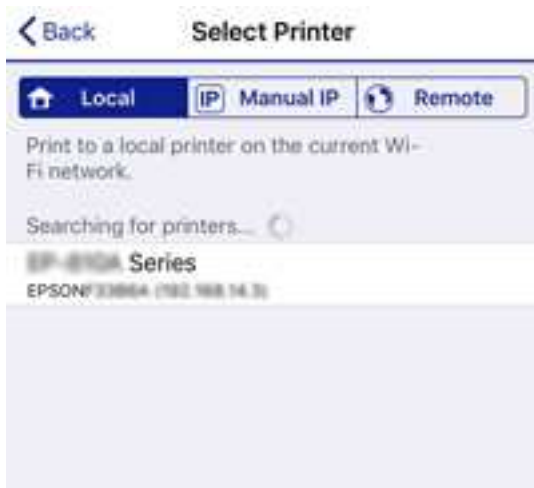 Back
Select Printer
Local
IP Manual IP
Remote
Print to a local printer on the current Wi-
Fi network.
Searching for printers...
Series
EPSON